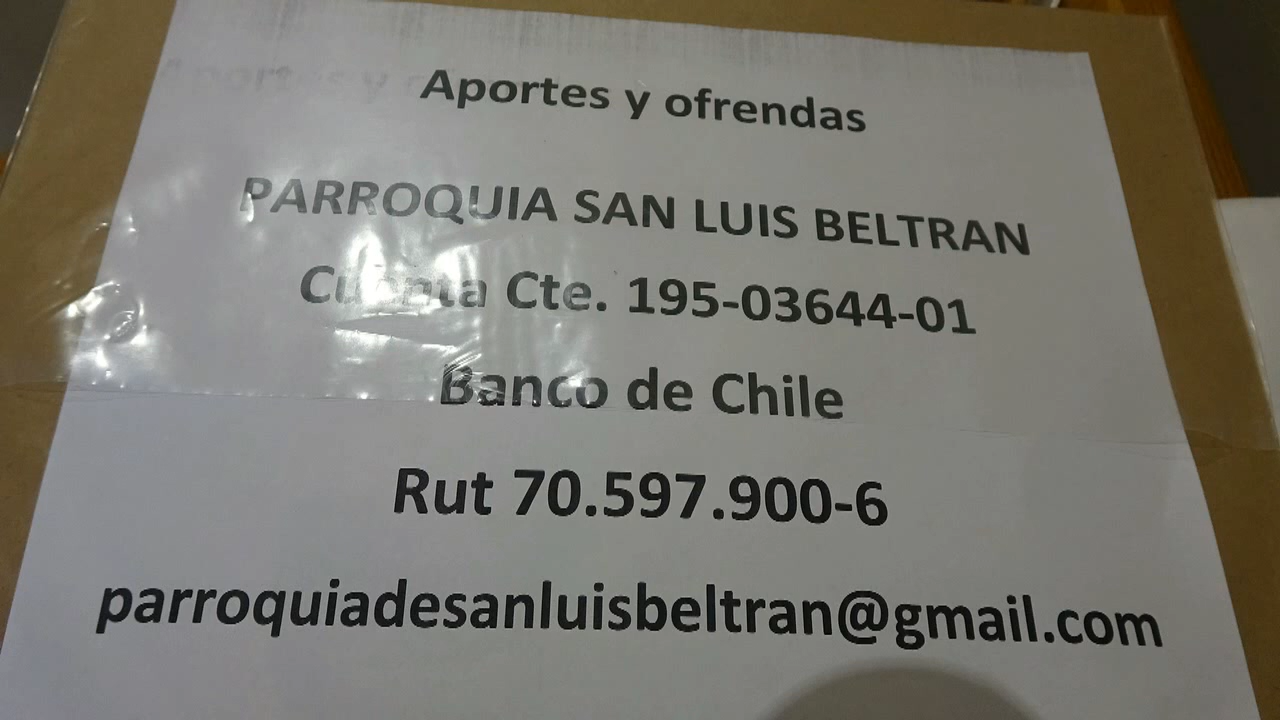 Aportes y ofrendas
PARROQUIA SAN LUIS BELTRAN
Cuenta Cte. 195-03644-01
Banco de Chile
Rut 70.597.900-6
parroquiadesanluisbeltran@gmail.com